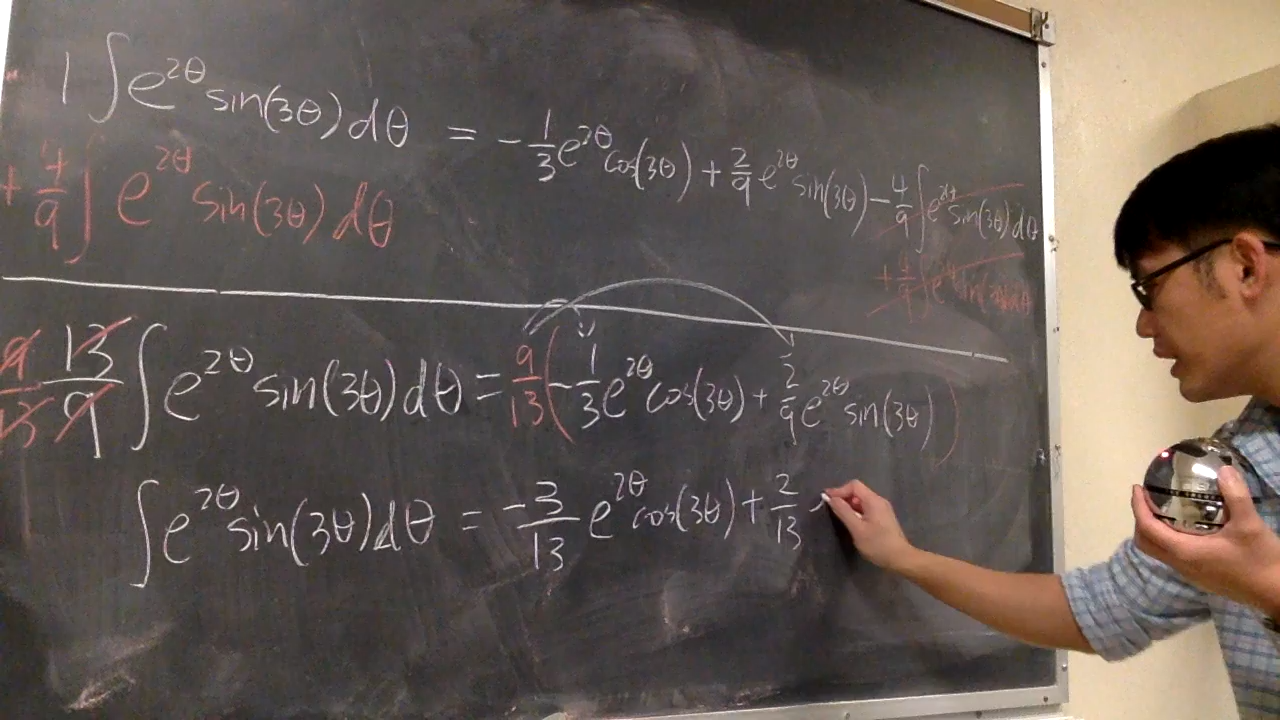 1 ∫ e^{2θ} sin(3θ) dθ = -1/3 e^{2θ} cos(3θ) + 2/9 e^{2θ} sin(3θ) - 4/9 ∫ e^{2θ} sin(3θ) dθ
+ 4/9 ∫ e^{2θ} sin(3θ) dθ + 4/9 ∫ e^{2θ} sin(3θ) dθ
9/13 13/9 ∫ e^{2θ} sin(3θ) dθ = 9/13 ( -1/3 e^{2θ} cos(3θ) + 2/9 e^{2θ} sin(3θ) )
∫ e^{2θ} sin(3θ) dθ = -3/13 e^{2θ} cos(3θ) + 2/13